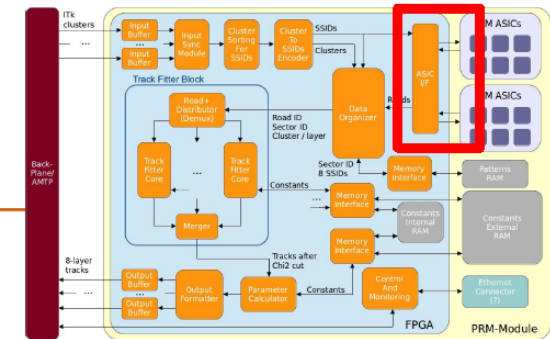 ITk
clusters
Input
Buffer
...
...
Input
Buffer
Input
Sync
Module
Cluster
Sorting
For
SSIDs
Cluster
To
SSIDs
Encoder
SSIDs
Clusters
ASIC
I/F
M ASICs
M ASICs
Track Fitter Block
Road+
Distributor
(Demux)
Road ID
Sector ID
Cluster / layer
Data
Organizer
Track
Fitter
Core
...
Track
Fitter
Core
Merger
Sector ID
8 SSIDs
Memory
Interface
Patterns
RAM
Constants
...
Memory
Interface
Constants
Internal
RAM
Constants
External
RAM
Memory
Interface
Back-
Plane/
AMTP
8-layer
tracks
Tracks after
Chi2 cut
Output
Buffer
...
...
Output
Buffer
Output
Formatter
Parameter
Calculator
Constants
Control
And
Monitoring
Ethernet
Connector
(?)
FPGA
PRM-Module